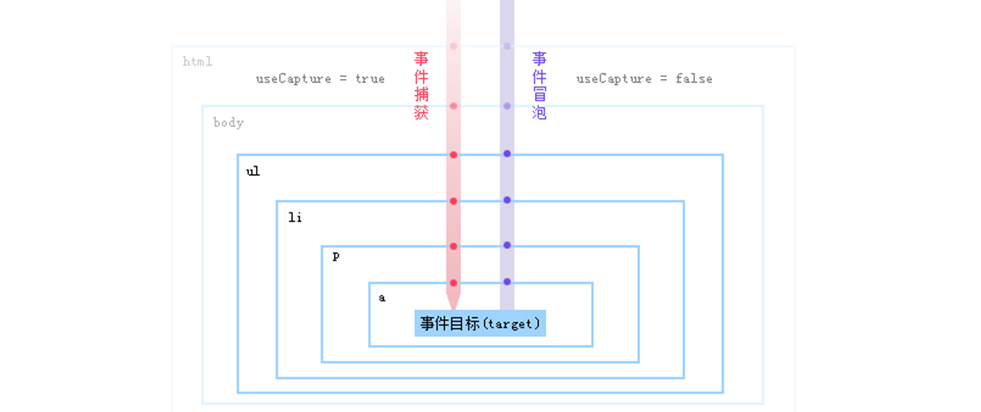 html
useCapture = true
事件捕获
事件冒泡
useCapture = false
body
ul
li
p
a
事件目标(target)